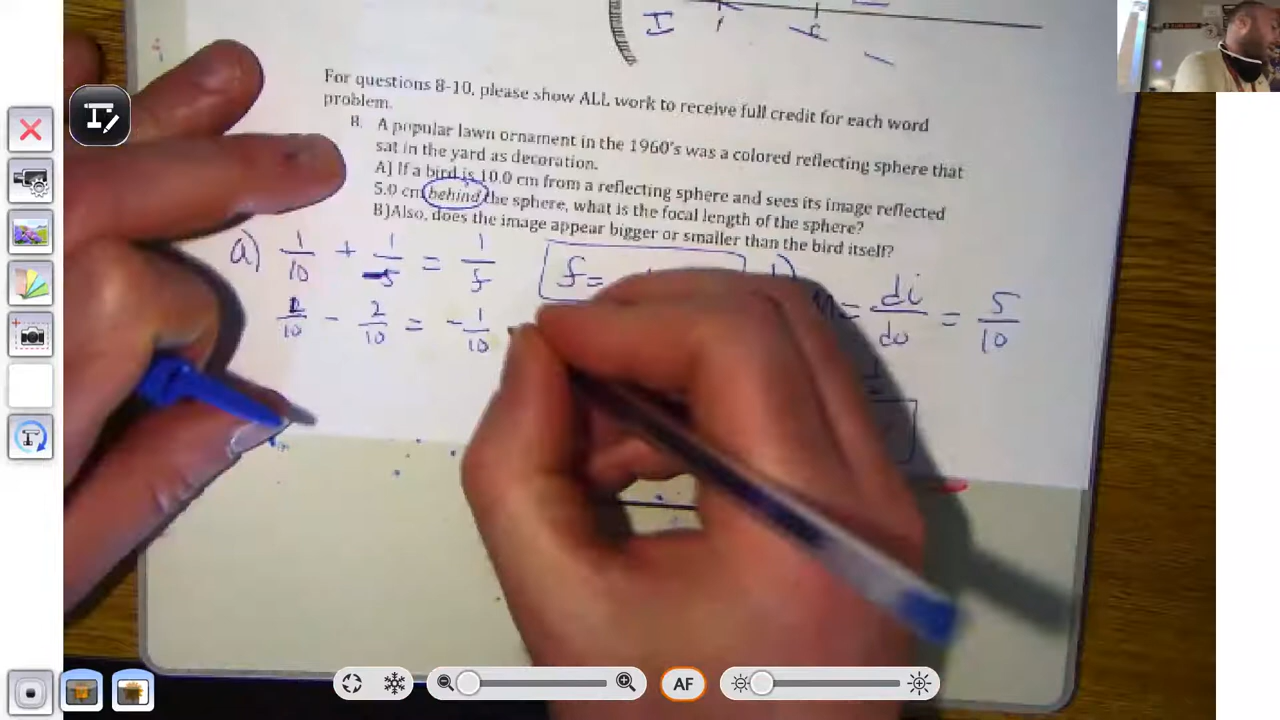 I
For questions 8-10, please show ALL work to receive full credit for each word
problem.
8. A popular lawn ornament in the 1960's was a colored reflecting sphere that
sat in the yard as decoration.
A] If a bird is 10.0 cm from a reflecting sphere and sees its image reflected
5.0 cm behind the sphere, what is the focal length of the sphere?
B]Also, does the image appear bigger or smaller than the bird itself?
a) 1/10 + 1/-5 = 1/f
f=
= di/do = 5/10
1/10 - 2/10 = -1/10
AF